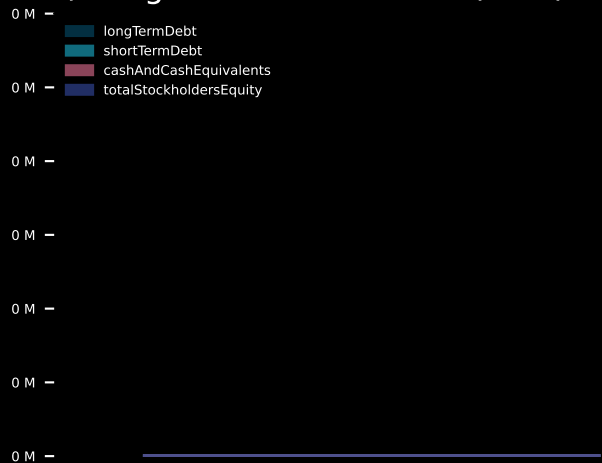 0 M
longTermDebt
shortTermDebt
cashAndCashEquivalents
0 M
totalStockholdersEquity
0 M
0 M
0 M
0 M
0 M